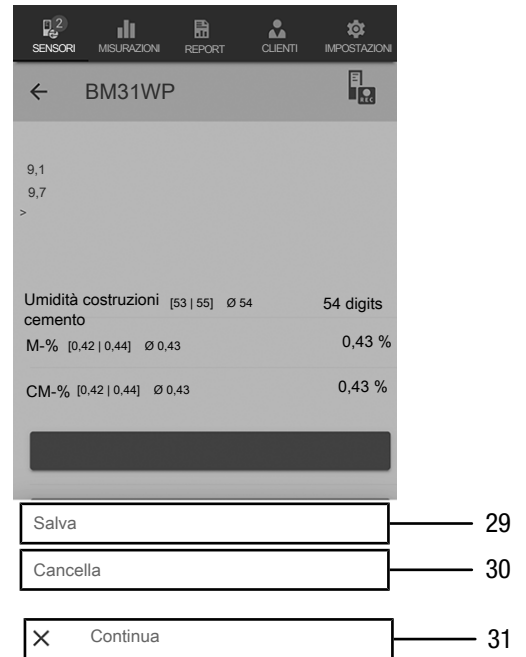 2
SENSORI MISURAZIONI REPORT CLIENTI IMPOSTAZIONI
BM31WP
REC
9,1
9,7
>
Umidità costruzioni [53 | 55] Ø 54 54 digits
cemento
M-% [0,42 | 0,44] Ø 0,43 0,43 %
CM-% [0,42 | 0,44] Ø 0,43 0,43 %
Salva 29
Cancella 30
Continua 31